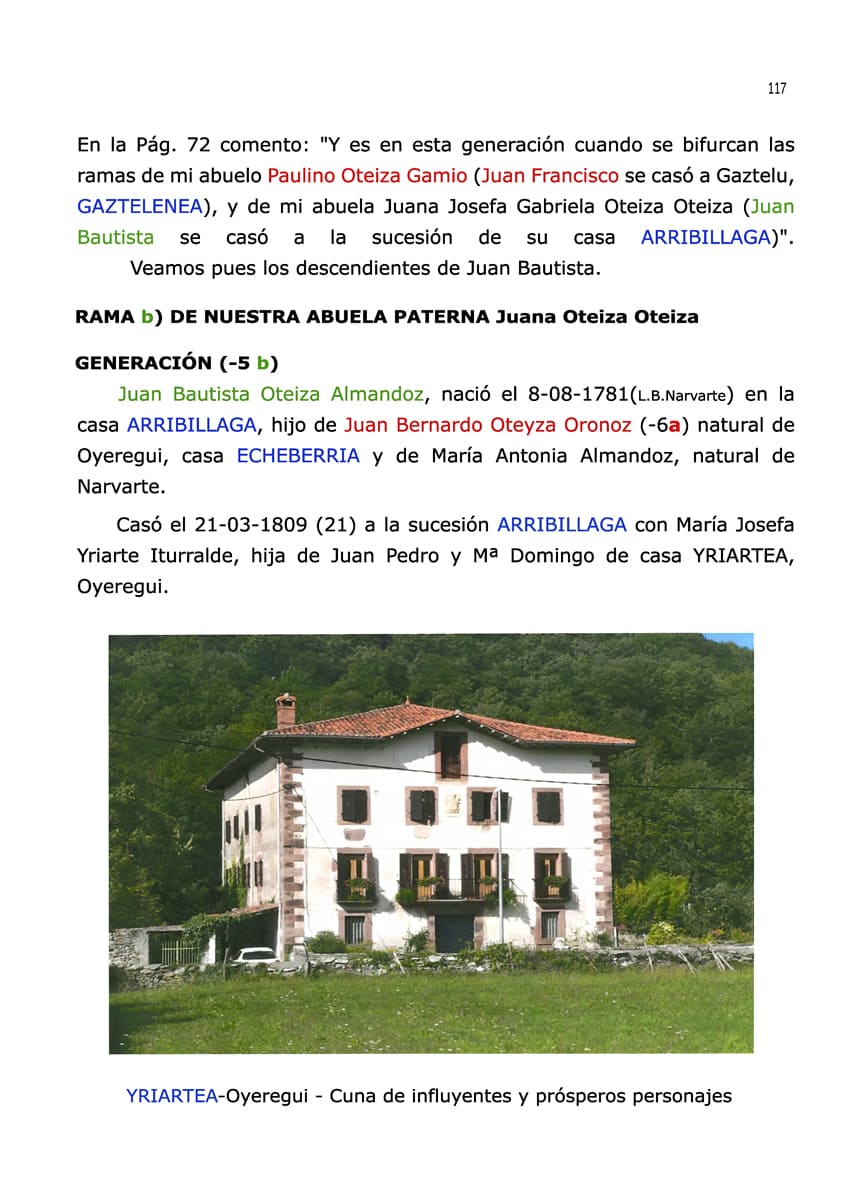 117
En la Pág. 72 comento: "Y es en esta generación cuando se bifurcan las
ramas de mi abuelo Paulino Oteiza Gamio (Juan Francisco se casó a Gaztelu,
GAZTELENEA), y de mi abuela Juana Josefa Gabriela Oteiza Oteiza (Juan
Bautista se casó a la sucesión de su casa ARRIBILLAGA)".
Veamos pues los descendientes de Juan Bautista.
RAMA b) DE NUESTRA ABUELA PATERNA Juana Oteiza Oteiza
GENERACIÓN (-5 b)
Juan Bautista Oteiza Almandoz, nació el 8-08-1781(L.B.Narvarte) en la
casa ARRIBILLAGA, hijo de Juan Bernardo Oteyza Oronoz (-6a) natural de
Oyeregui, casa ECHEBERRIA y de María Antonia Almandoz, natural de
Narvarte.
Casó el 21-03-1809 (21) a la sucesión ARRIBILLAGA con María Josefa
Yriarte Iturralde, hija de Juan Pedro y Mª Domingo de casa YRIARTEA,
Oyeregui.
YRIARTEA-Oyeregui - Cuna de influyentes y prósperos personajes